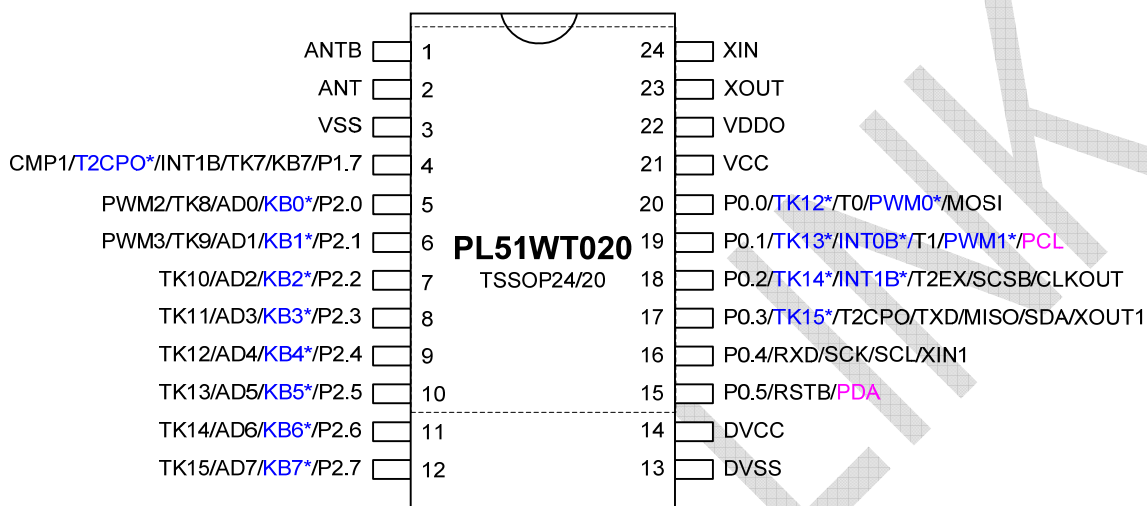 ANTB 1 24 XIN
ANT 2 23 XOUT
VSS 3 22 VDDO
CMP1/T2CPO*/INT1B/TK7/KB7/P1.7 4 21 VCC
PWM2/TK8/AD0/KB0*/P2.0 5 20 P0.0/TK12*/T0/PWM0*/MOSI
PWM3/TK9/AD1/KB1*/P2.1 6 PL51WT020 19 P0.1/TK13*/INT0B*/T1/PWM1*/PCL
TK10/AD2/KB2*/P2.2 7 TSSOP24/20 18 P0.2/TK14*/INT1B*/T2EX/SCSB/CLKOUT
TK11/AD3/KB3*/P2.3 8 17 P0.3/TK15*/T2CPO/TXD/MISO/SDA/XOUT1
TK12/AD4/KB4*/P2.4 9 16 P0.4/RXD/SCK/SCL/XIN1
TK13/AD5/KB5*/P2.5 10 15 P0.5/RSTB/PDA
TK14/AD6/KB6*/P2.6 11 14 DVCC
TK15/AD7/KB7*/P2.7 12 13 DVSS
LINK